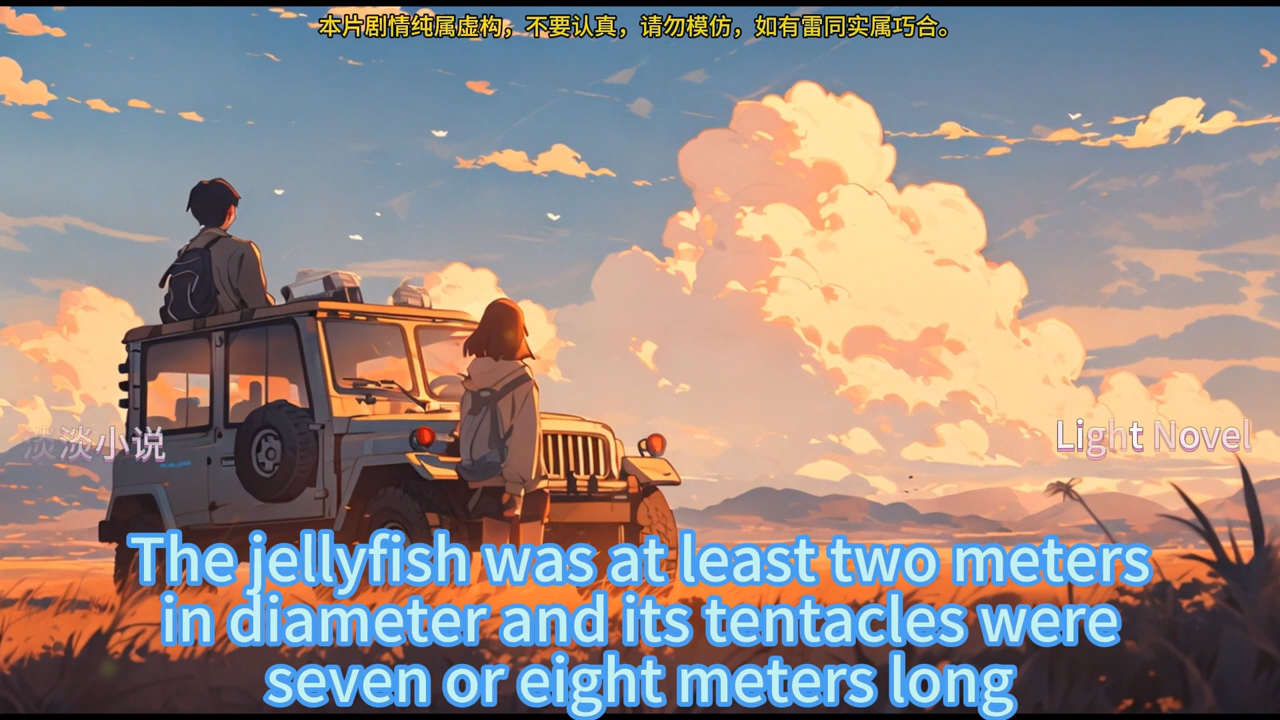 本片剧情纯属虚构，不要认真，请勿模仿，如有雷同实属巧合。
淡淡小说
Light Novel
The jellyfish was at least two meters
in diameter and its tentacles were
seven or eight meters long